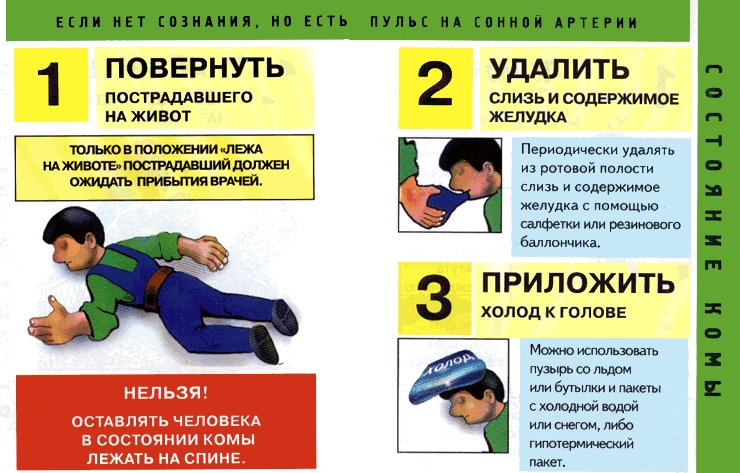 ЕСЛИ НЕТ СОЗНАНИЯ, НО ЕСТЬ ПУЛЬС НА СОННОЙ АРТЕРИИ
1
ПОВЕРНУТЬ
ПОСТРАДАВШЕГО
НА ЖИВОТ
ТОЛЬКО В ПОЛОЖЕНИИ «ЛЕЖА
НА ЖИВОТЕ» ПОСТРАДАВШИЙ ДОЛЖЕН
ОЖИДАТЬ ПРИБЫТИЯ ВРАЧЕЙ.
НЕЛЬЗЯ!
ОСТАВЛЯТЬ ЧЕЛОВЕКА
В СОСТОЯНИИ КОМЫ
ЛЕЖАТЬ НА СПИНЕ.
2
УДАЛИТЬ
СЛИЗЬ И СОДЕРЖИМОЕ
ЖЕЛУДКА
Периодически удалять
из ротовой полости
слизь и содержимое
желудка с помощью
салфетки или резинового
баллончика.
3
ПРИЛОЖИТЬ
ХОЛОД К ГОЛОВЕ
ХОЛОД
Можно использовать
пузырь со льдом
или бутылки и пакеты
с холодной водой
или снегом, либо
гипотермический
пакет.
СОСТОЯНИЕ КОМЫ